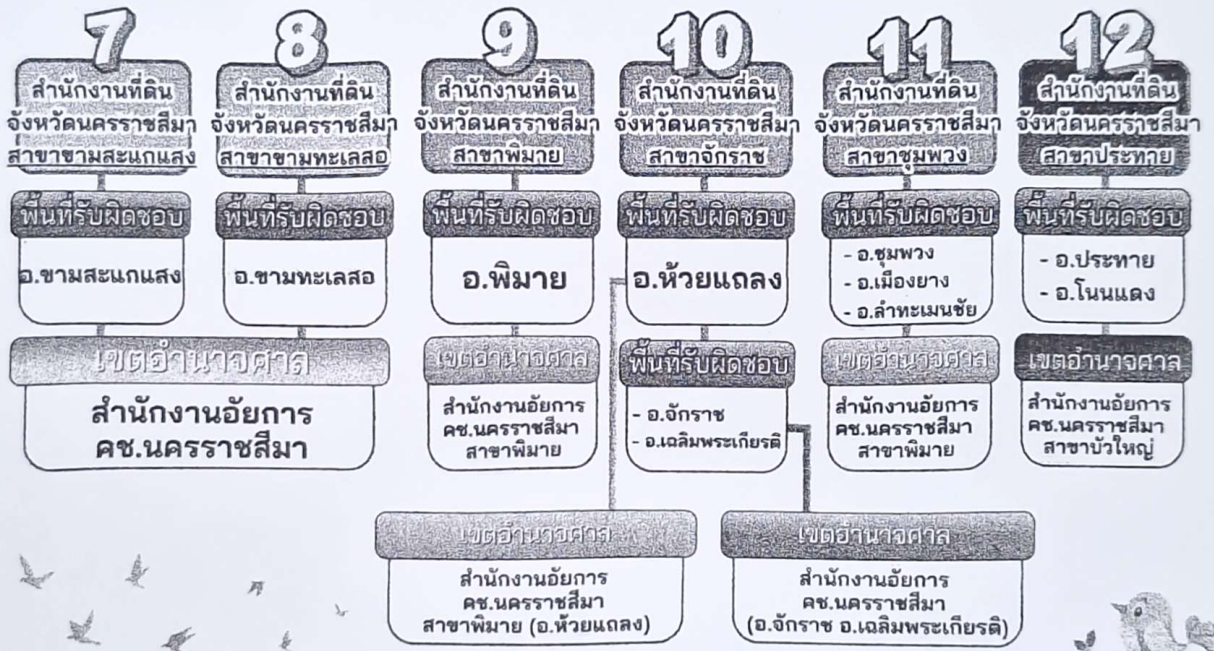 7
สำนักงานที่ดิน
จังหวัดนครราชสีมา
สาขาขามสะแกแสง
พื้นที่รับผิดชอบ
อ.ขามสะแกแสง
8
สำนักงานที่ดิน
จังหวัดนครราชสีมา
สาขาขามทะเลสอ
พื้นที่รับผิดชอบ
อ.ขามทะเลสอ
เขตอำนาจศาล
สำนักงานอัยการ
คช.นครราชสีมา
9
สำนักงานที่ดิน
จังหวัดนครราชสีมา
สาขาพิมาย
พื้นที่รับผิดชอบ
อ.พิมาย
เขตอำนาจศาล
สำนักงานอัยการ
คช.นครราชสีมา
สาขาพิมาย
10
สำนักงานที่ดิน
จังหวัดนครราชสีมา
สาขาจักราช
พื้นที่รับผิดชอบ
อ.ห้วยแถลง
พื้นที่รับผิดชอบ
- อ.จักราช
- อ.เฉลิมพระเกียรติ
เขตอำนาจศาล
สำนักงานอัยการ
คช.นครราชสีมา
สาขาพิมาย (อ.ห้วยแถลง)
เขตอำนาจศาล
สำนักงานอัยการ
คช.นครราชสีมา
(อ.จักราช อ.เฉลิมพระเกียรติ)
11
สำนักงานที่ดิน
จังหวัดนครราชสีมา
สาขาชุมพวง
พื้นที่รับผิดชอบ
- อ.ชุมพวง
- อ.เมืองยาง
- อ.ลำทะเมนชัย
เขตอำนาจศาล
สำนักงานอัยการ
คช.นครราชสีมา
สาขาพิมาย
12
สำนักงานที่ดิน
จังหวัดนครราชสีมา
สาขาประทาย
พื้นที่รับผิดชอบ
- อ.ประทาย
- อ.โนนแดง
เขตอำนาจศาล
สำนักงานอัยการ
คช.นครราชสีมา
สาขาบัวใหญ่